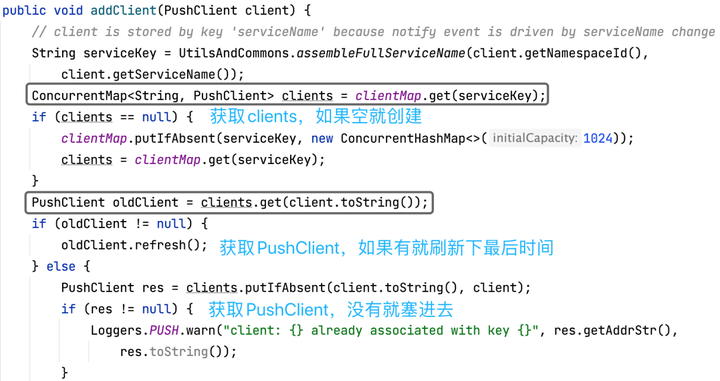 public void addClient(PushClient client) {
// client is stored by key 'serviceName' because notify event is driven by serviceName change
String serviceKey = UtilsAndCommons.assembleFullServiceName(client.getNamespaceId(),
client.getServiceName());
ConcurrentMap<String, PushClient> clients = clientMap.get(serviceKey);
if (clients == null) { 获取clients，如果空就创建
clientMap.putIfAbsent(serviceKey, new ConcurrentHashMap<>( initialCapacity: 1024));
clients = clientMap.get(serviceKey);
}
PushClient oldClient = clients.get(client.toString());
if (oldClient != null) {
oldClient.refresh(); 获取PushClient，如果有就刷新下最后时间
} else {
PushClient res = clients.putIfAbsent(client.toString(), client);
if (res != null) { 获取PushClient，没有就塞进去
Loggers.PUSH.warn("client: {} already associated with key {}", res.getAddrStr(),
res.toString());
}